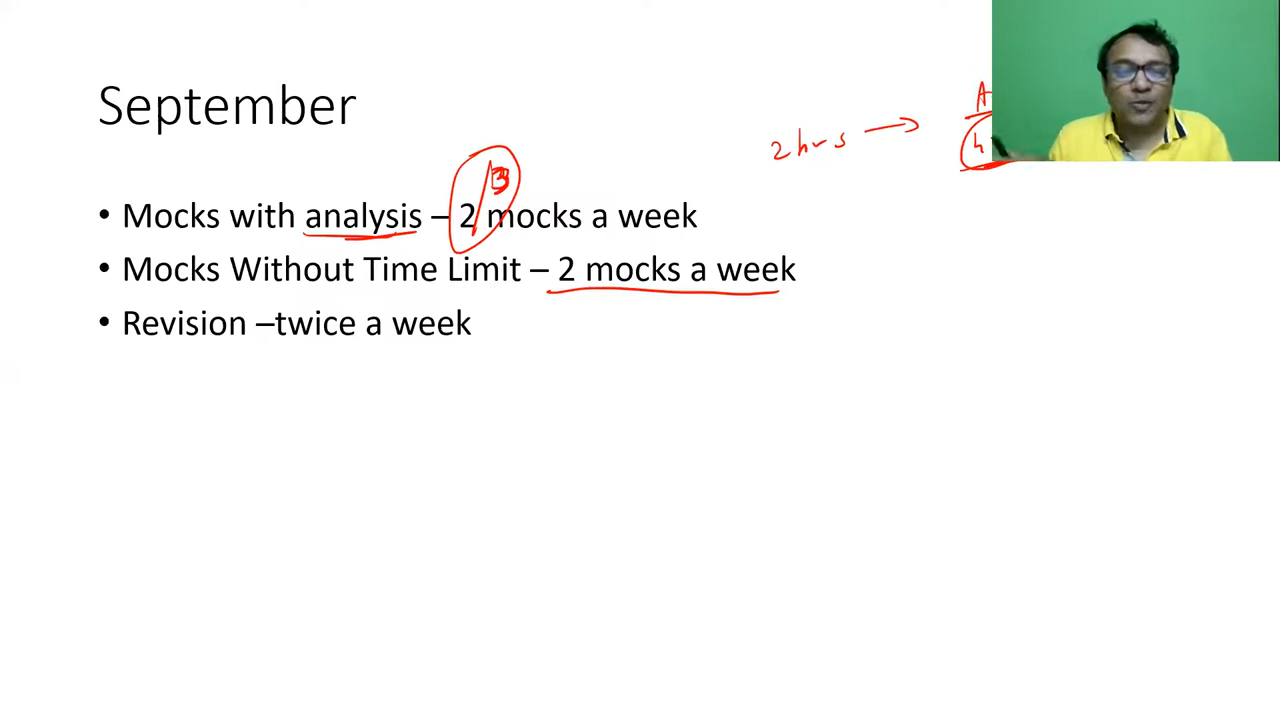 September
2 hrs →
• Mocks with analysis – 2/3 mocks a week
• Mocks Without Time Limit – 2 mocks a week
• Revision –twice a week